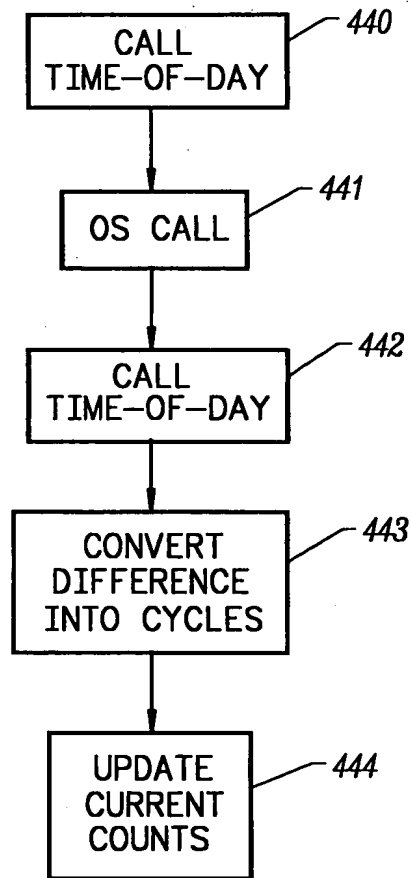 CALL
TIME-OF-DAY
440
OS CALL
441
CALL
TIME-OF-DAY
442
CONVERT
DIFFERENCE
INTO CYCLES
443
UPDATE
CURRENT
COUNTS
444